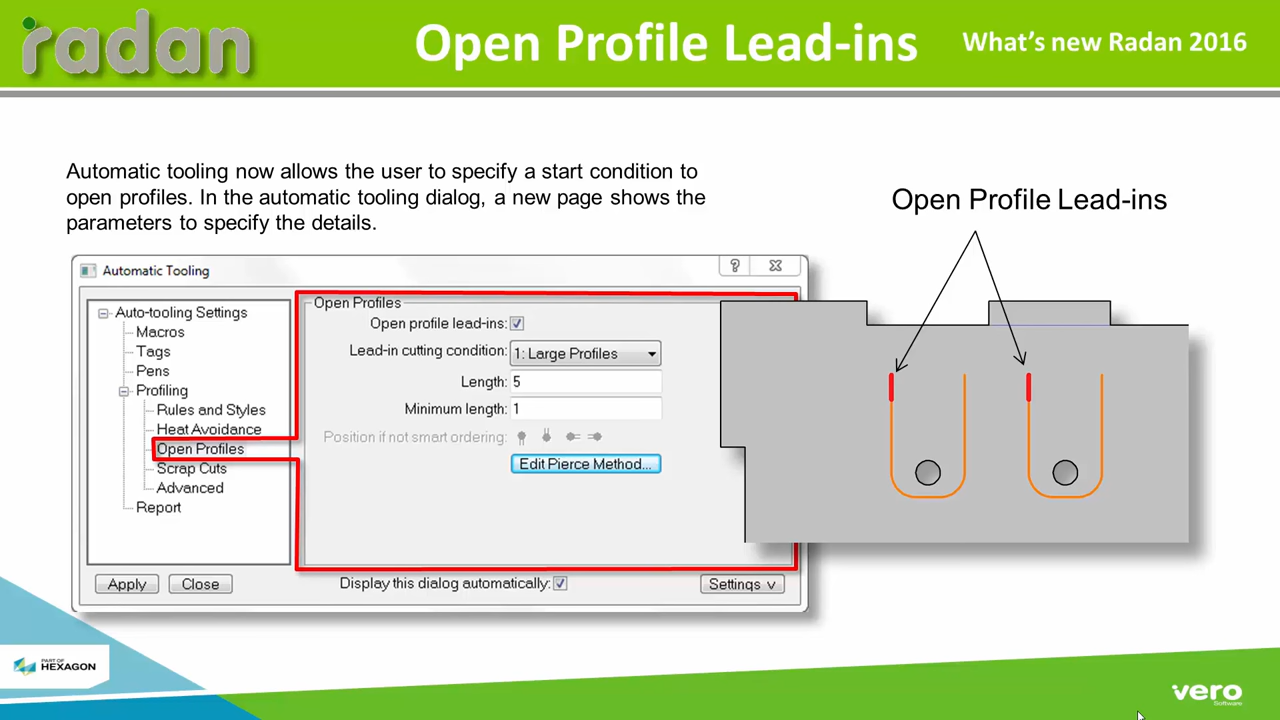 radan
Open Profile Lead-ins
What's new Radan 2016
Automatic tooling now allows the user to specify a start condition to
open profiles. In the automatic tooling dialog, a new page shows the
parameters to specify the details.
Open Profile Lead-ins
Automatic Tooling
?
Auto-tooling Settings
Macros
Tags
Pens
Profiling
Rules and Styles
Heat Avoidance
Open Profiles
Scrap Cuts
Advanced
Report
Open Profiles
Open profile lead-ins:
Lead-in cutting condition: 1: Large Profiles
Length: 5
Minimum length: 1
Position if not smart ordering:
Edit Pierce Method...
Apply
Close
Display this dialog automatically:
Settings v
PART OF
HEXAGON
vero
Software